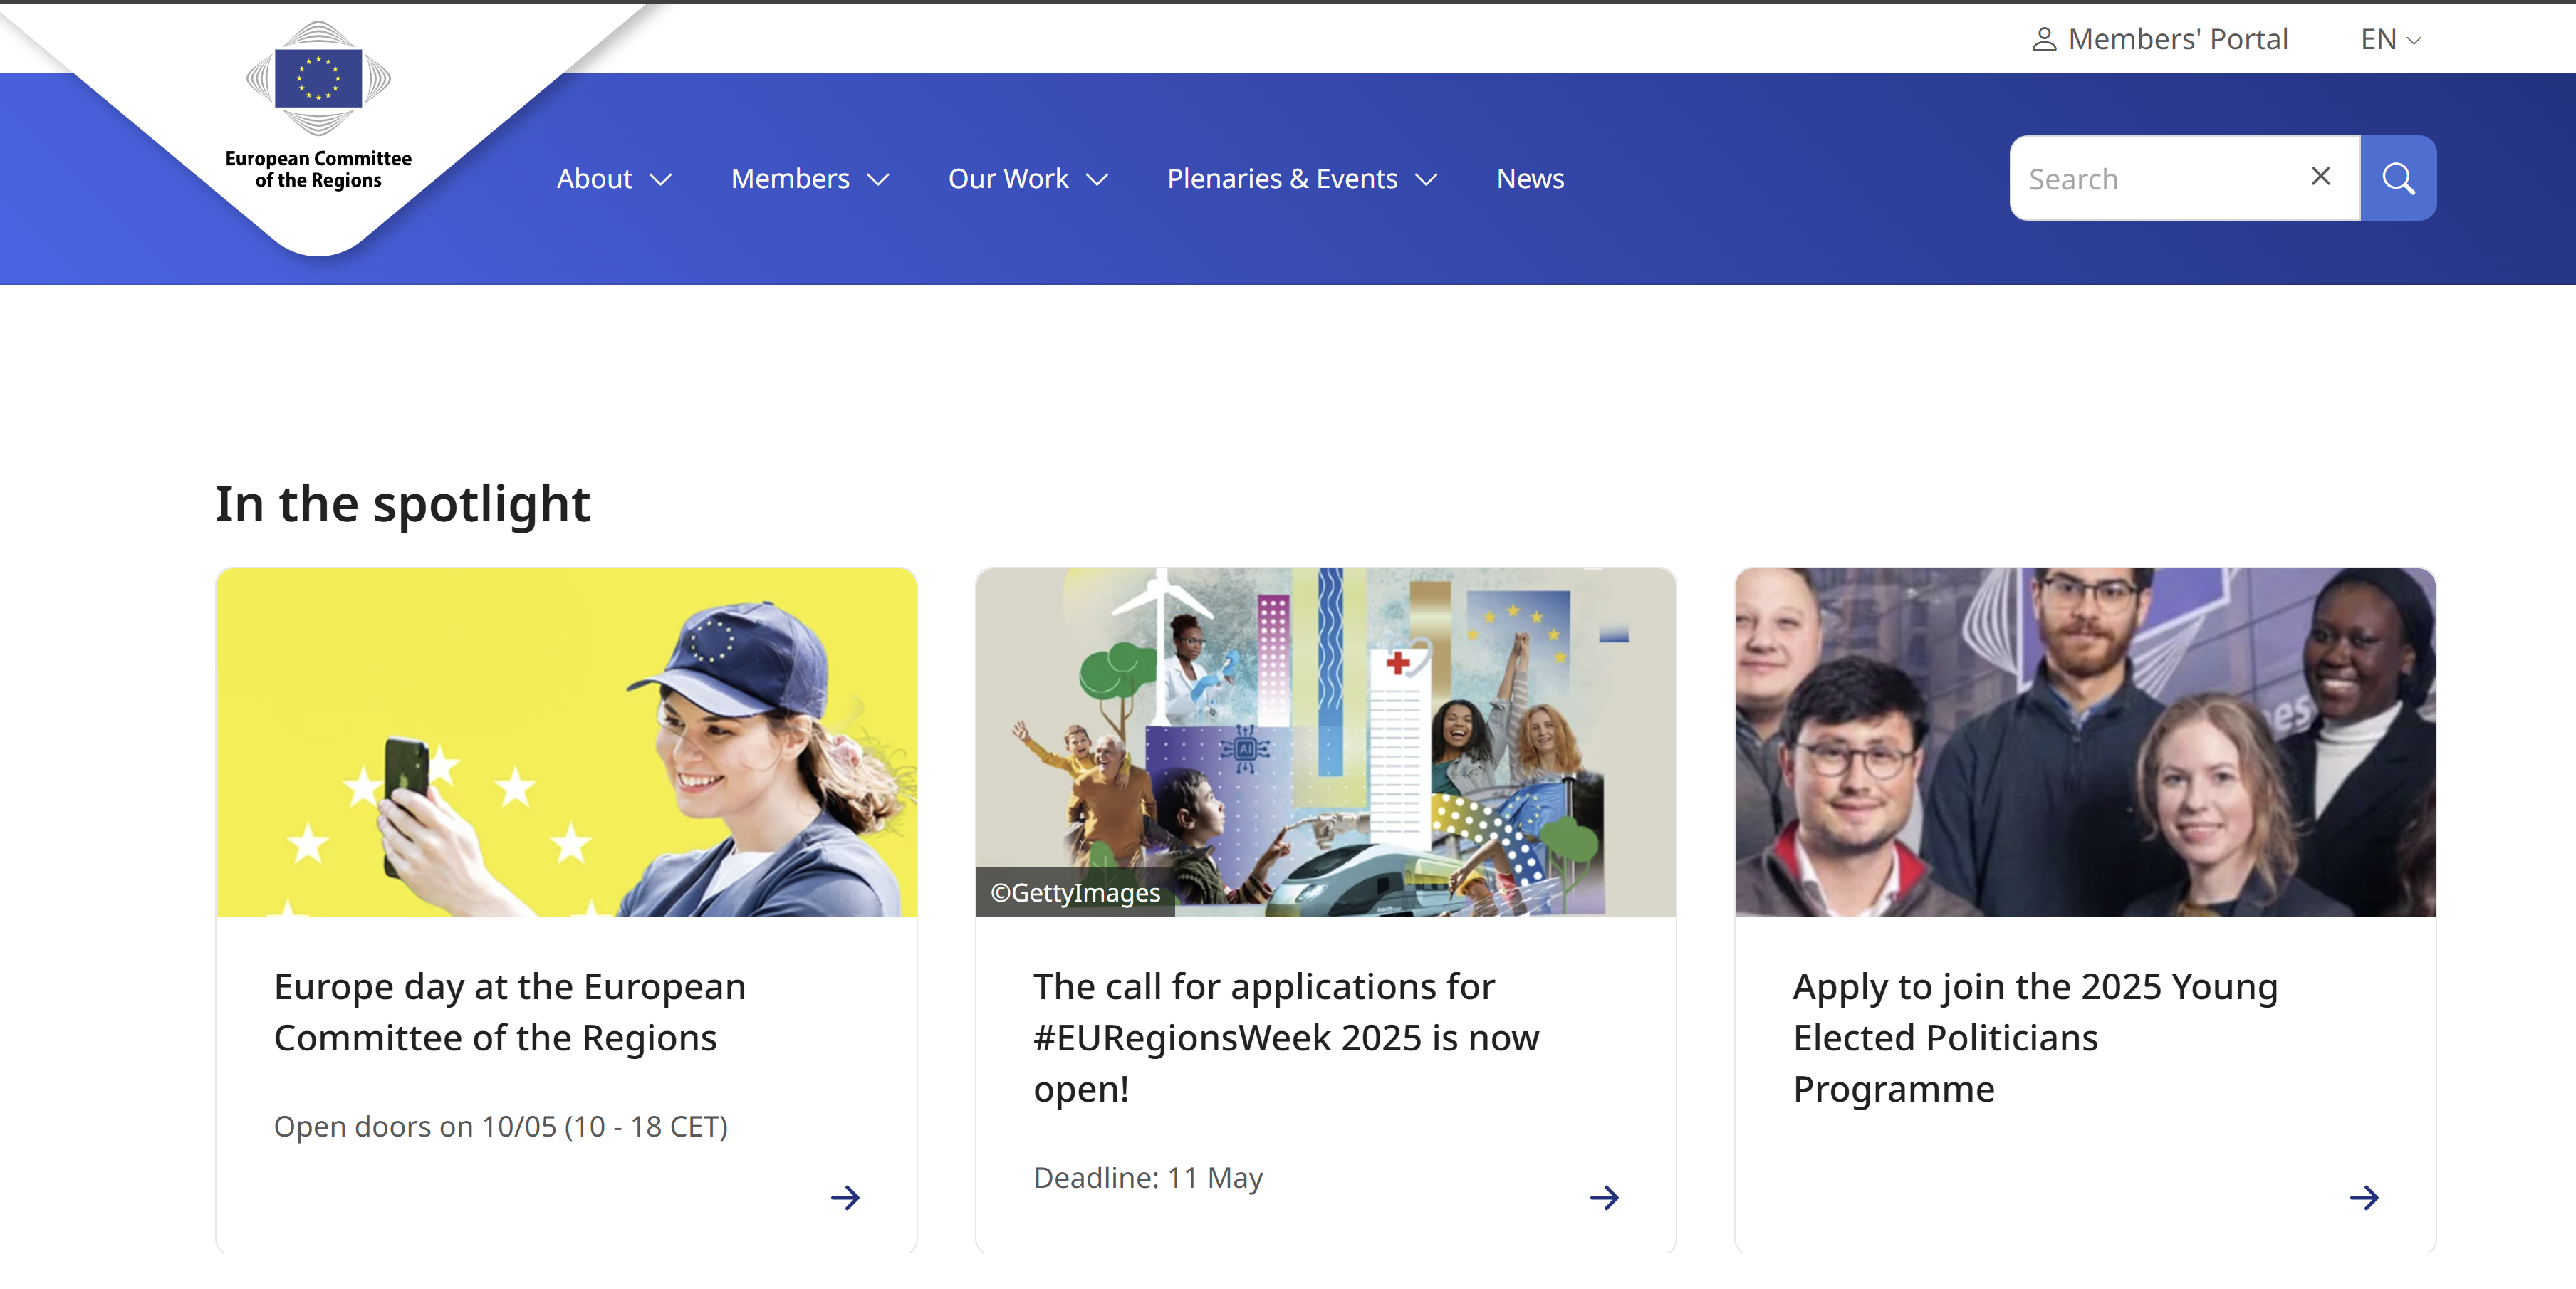 Members' Portal
EN
European Committee
of the Regions
About
Members
Our Work
Plenaries & Events
News
Search
In the spotlight
AI
©GettyImages
Europe day at the European
Committee of the Regions
Open doors on 10/05 (10 - 18 CET)
The call for applications for
#EURegionsWeek 2025 is now
open!
Deadline: 11 May
Apply to join the 2025 Young
Elected Politicians
Programme